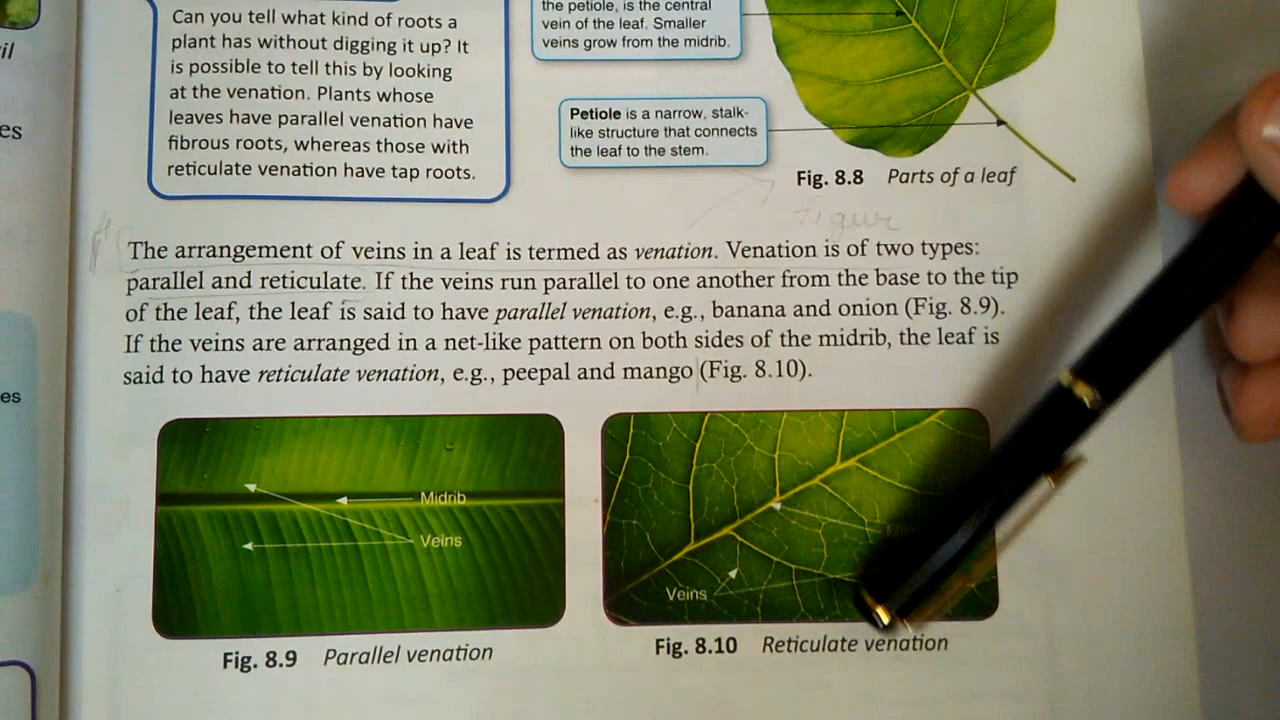 il
es
es
Can you tell what kind of roots a
plant has without digging it up? It
is possible to tell this by looking
at the venation. Plants whose
leaves have parallel venation have
fibrous roots, whereas those with
reticulate venation have tap roots.
the petiole, is the central
vein of the leaf. Smaller
veins grow from the midrib.
Petiole is a narrow, stalk-
like structure that connects
the leaf to the stem.
Fig. 8.8 Parts of a leaf
The arrangement of veins in a leaf is termed as venation. Venation is of two types:
parallel and reticulate. If the veins run parallel to one another from the base to the tip
of the leaf, the leaf is said to have parallel venation, e.g., banana and onion (Fig. 8.9).
If the veins are arranged in a net-like pattern on both sides of the midrib, the leaf is
said to have reticulate venation, e.g., peepal and mango (Fig. 8.10).
Midrib
Veins
Fig. 8.9 Parallel venation
Veins
Fig. 8.10 Reticulate venation